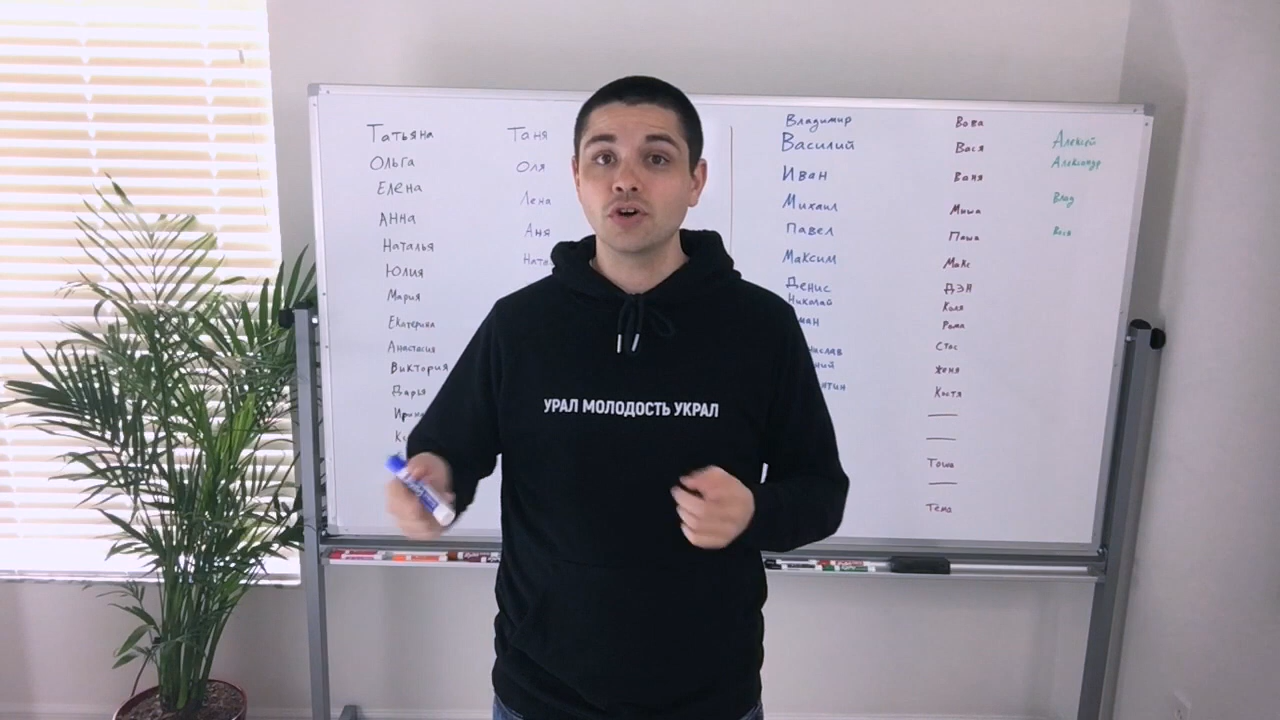 Татьяна
Ольга
Елена
Анна
Наталья
Юлия
Мария
Екатерина
Анастасия
Виктория
Дарья
Таня
Оля
Лена
Аня
УРАЛ МОЛОДОСТЬ УКРАЛ
Владимир
Василий
Иван
Михаил
Павел
Максим
Денис
Николай
Вова
Вася
Ваня
Миша
Паша
Макс
Дэн
Коля
Рома
Стас
Женя
Костя
Тоша
Тёма
Алексей
Александр
Влад